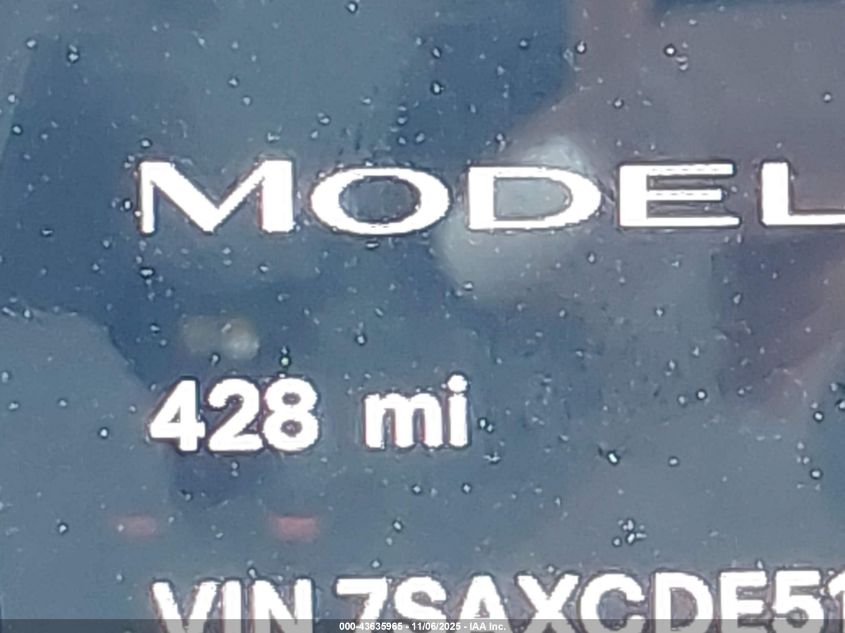 MODEL
428 mi
VIN 7SAXCDE51
000-43635965 - 11/06/2025 - IAA Inc.